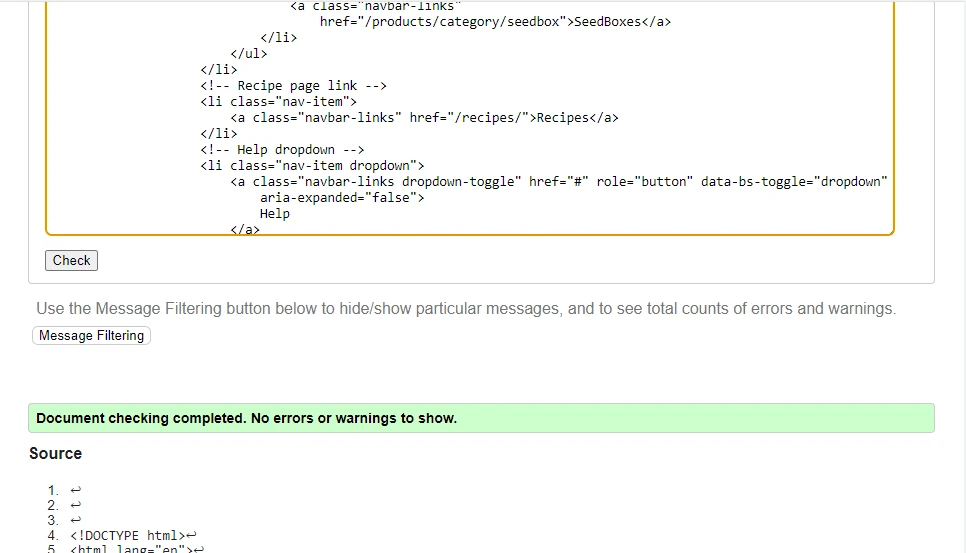 <a class="navbar-links"
href="/products/category/seedbox">SeedBoxes</a>
</li>
</ul>
</li>
<!-- Recipe page link -->
<li class="nav-item">
<a class="navbar-links" href="/recipes/">Recipes</a>
</li>
<!-- Help dropdown -->
<li class="nav-item dropdown">
<a class="navbar-links dropdown-toggle" href="#" role="button" data-bs-toggle="dropdown"
aria-expanded="false">
Help
</a>
Check
Use the Message Filtering button below to hide/show particular messages, and to see total counts of errors and warnings.
Message Filtering
Document checking completed. No errors or warnings to show.
Source
1. ↩
2. ↩
3. ↩
4. <!DOCTYPE html>↩
5. <html lang="en">↩